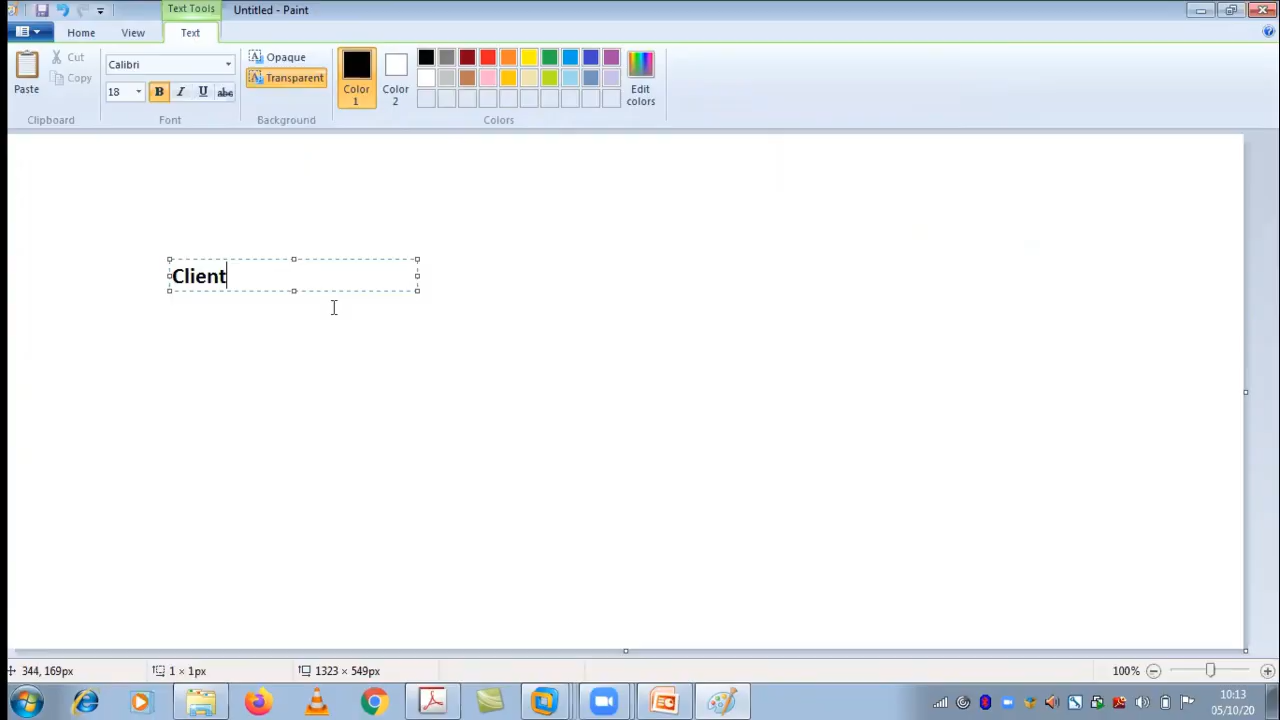 Text Tools
Untitled - Paint
Home
View
Text
Paste
Cut
Copy
Clipboard
Calibri
18
B
I
U
abc
Font
Opaque
Transparent
Background
Color 1
Color 2
Edit colors
Colors
Client
344, 169px
1 × 1px
1323 × 549px
100%
10:13
05/10/20